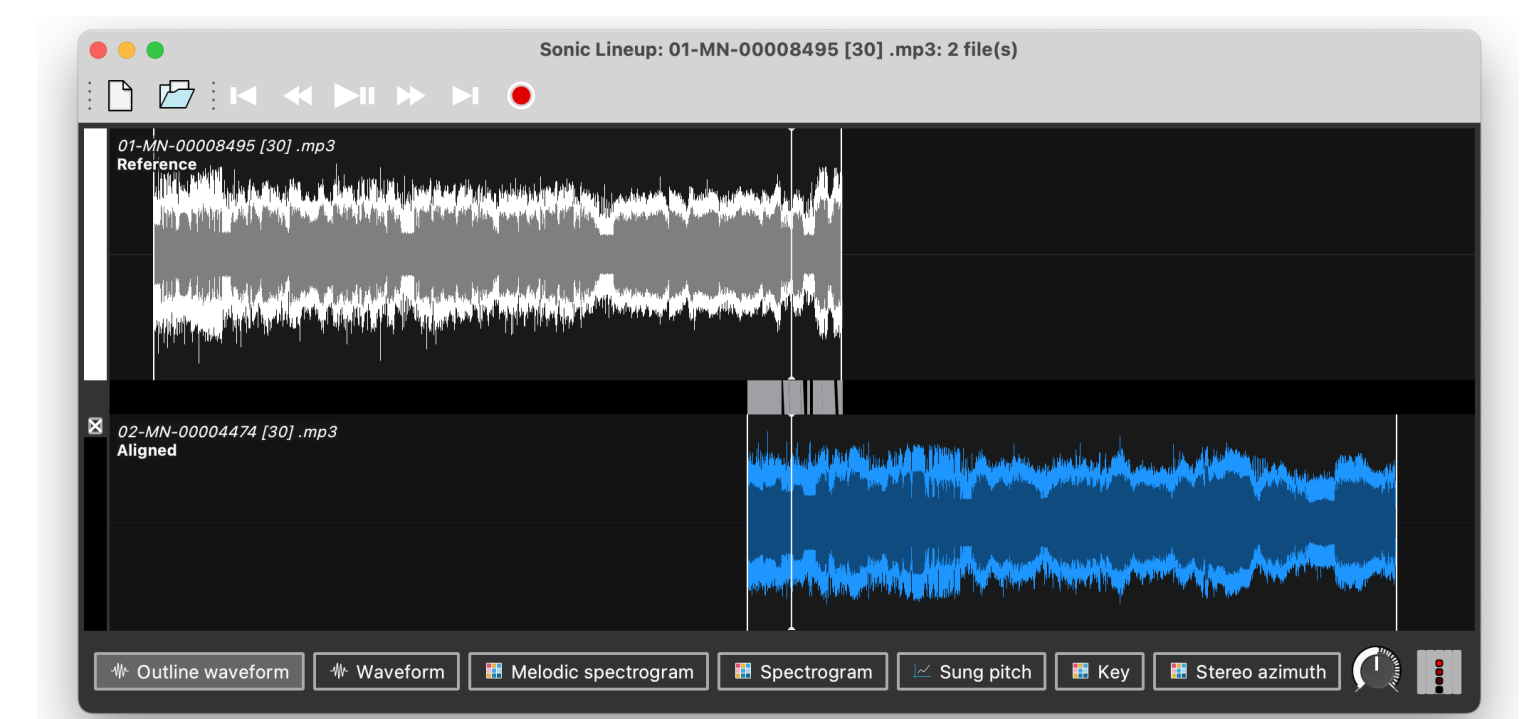 Sonic Lineup: 01-MN-00008495 [30] .mp3: 2 file(s)
01-MN-00008495 [30] .mp3
Reference
02-MN-00004474 [30] .mp3
Aligned
Outline waveform Waveform Melodic spectrogram Spectrogram Sung pitch Key Stereo azimuth